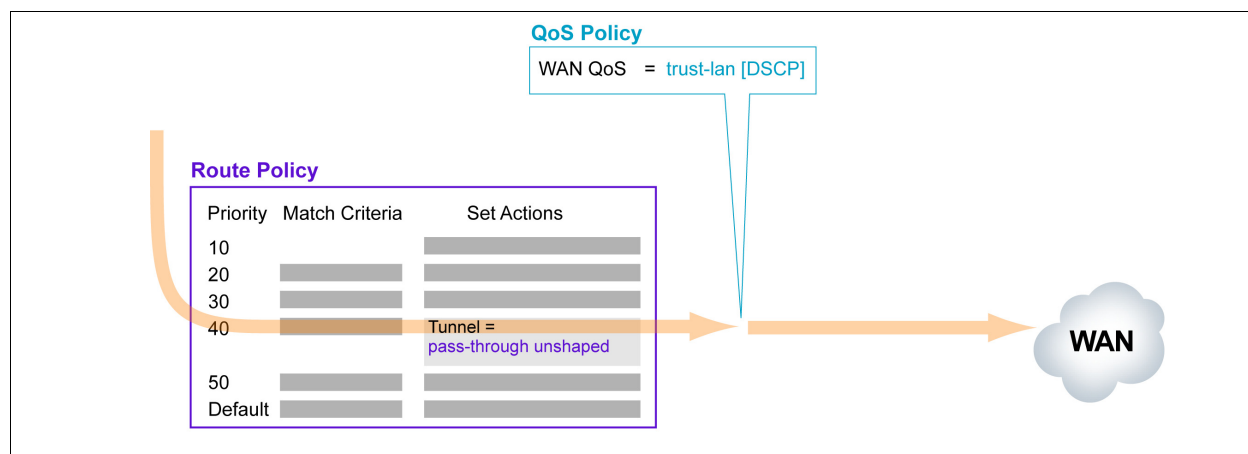 QoS Policy
WAN QoS = trust-lan [DSCP]
Route Policy
Priority Match Criteria Set Actions
10
20
30
40 Tunnel =
pass-through unshaped
50
Default
WAN